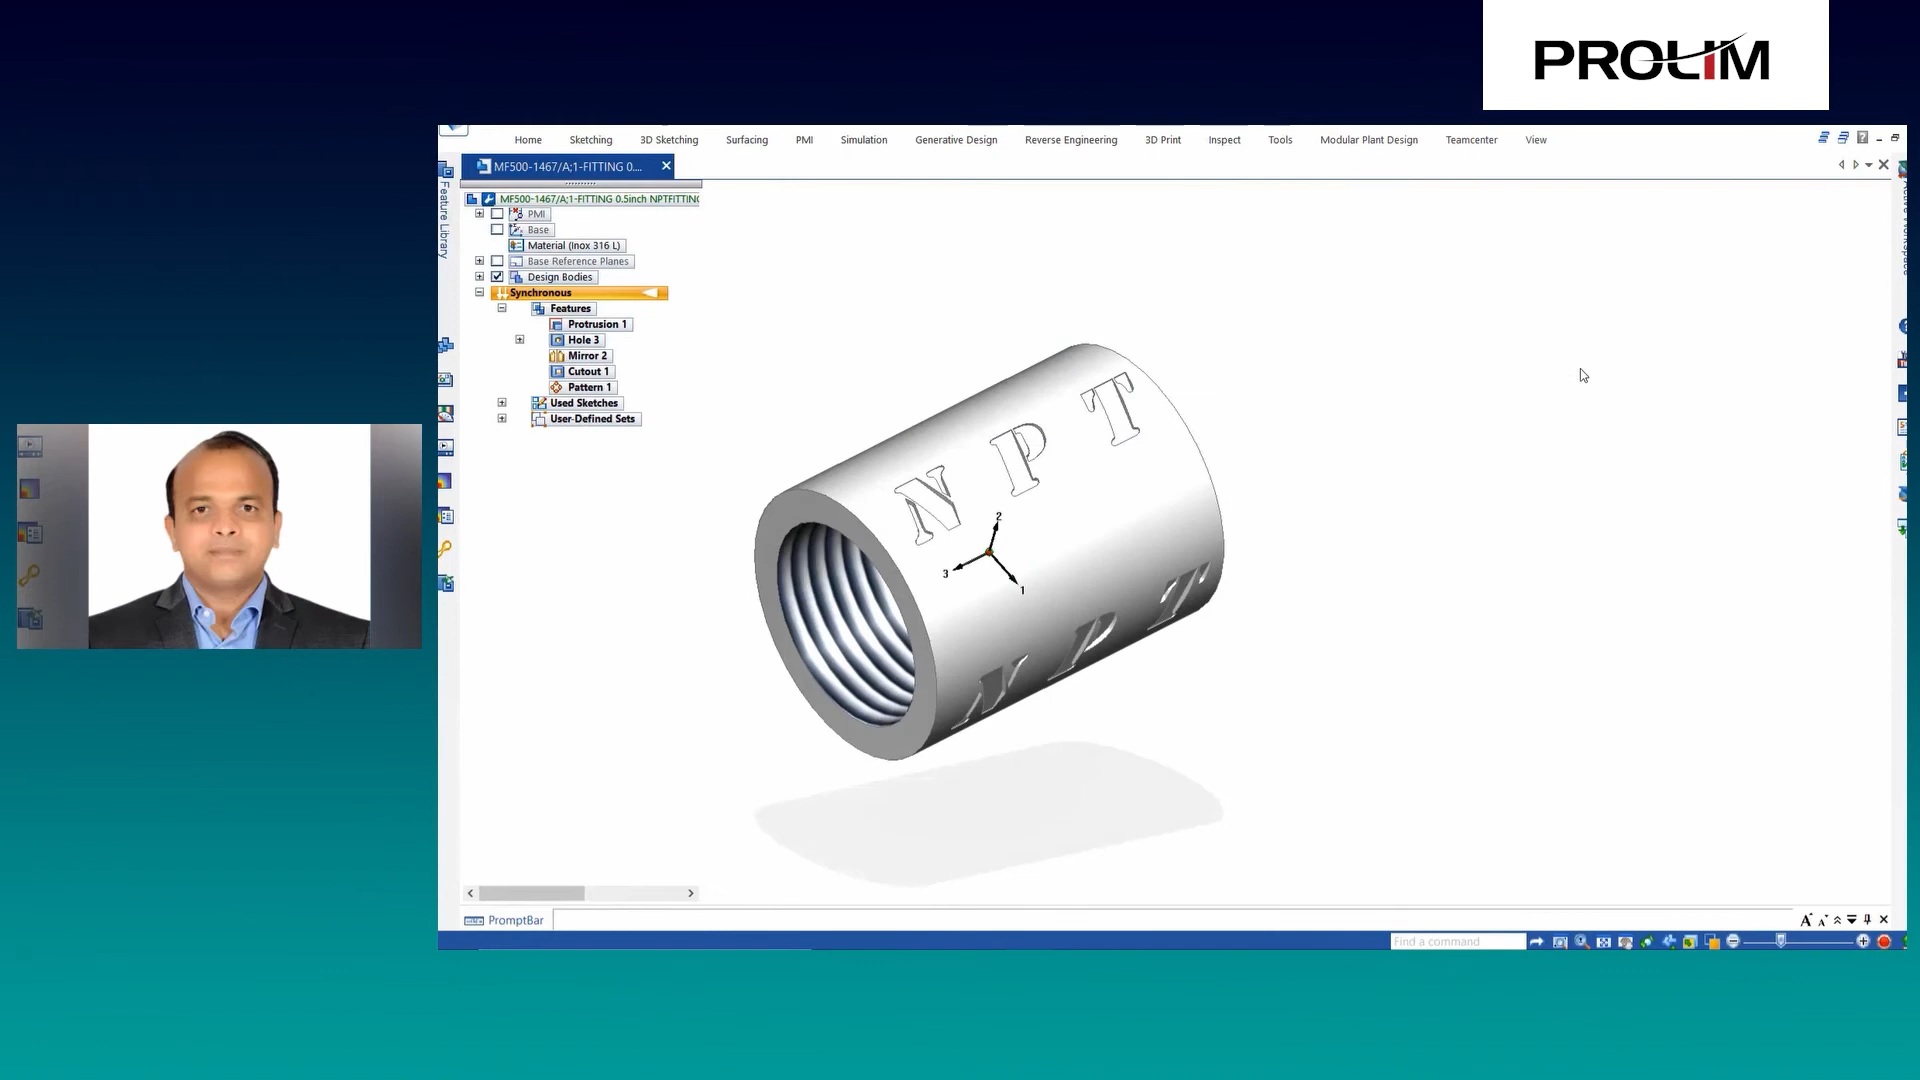 PROLIM
Home Sketching 3D Sketching Surfacing PMI Simulation Generative Design Reverse Engineering 3D Print Inspect Tools Modular Plant Design Teamcenter View
MF500-1467/A;1-FITTING 0....
Feature Library
MF500-1467/A;1-FITTING 0.5inch NPTFITTING
PMI
Base
Material (Inox 316 L)
Base Reference Planes
Design Bodies
Synchronous
Features
Protrusion 1
Hole 3
Mirror 2
Cutout 1
Pattern 1
Used Sketches
User-Defined Sets
N P T
2
3
1
N P T
PromptBar
Find a command